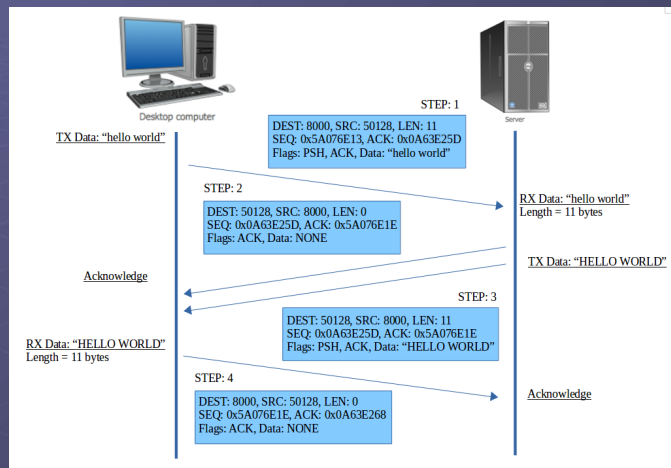 STEP: 1
Desktop computer
Server
DEST: 8000, SRC: 50128, LEN: 11
SEQ: 0x5A076E13, ACK: 0x0A63E25D
Flags: PSH, ACK, Data: “hello world”
TX Data: “hello world”
STEP: 2
RX Data: “hello world”
Length = 11 bytes
DEST: 50128, SRC: 8000, LEN: 0
SEQ: 0x0A63E25D, ACK: 0x5A076E1E
Flags: ACK, Data: NONE
TX Data: “HELLO WORLD”
Acknowledge
STEP: 3
DEST: 50128, SRC: 8000, LEN: 11
SEQ: 0x0A63E25D, ACK: 0x5A076E1E
Flags: PSH, ACK, Data: “HELLO WORLD”
RX Data: “HELLO WORLD”
Length = 11 bytes
STEP: 4
Acknowledge
DEST: 8000, SRC: 50128, LEN: 0
SEQ: 0x5A076E1E, ACK: 0x0A63E268
Flags: ACK, Data: NONE